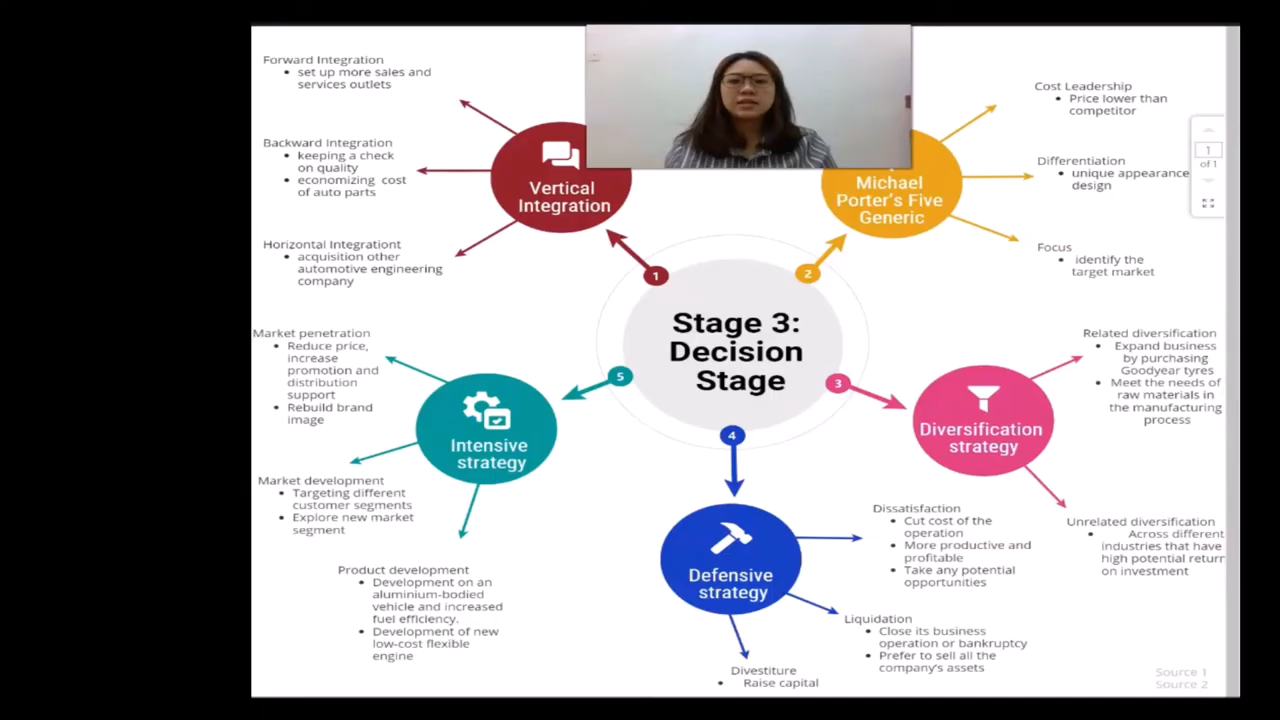 Forward Integration
• set up more sales and
services outlets
Backward Integration
• keeping a check
on quality
• economizing cost
of auto parts
Horizontal Integrationt
• acquisition other
automotive engineering
company
Vertical
Integration
Michael
Porter's Five
Generic
Cost Leadership
• Price lower than
competitor
Differentiation
• unique appearance
design
Focus
• identify the
target market
1
of 1
1
2
3
4
5
Stage 3:
Decision
Stage
Market penetration
• Reduce price,
increase
promotion and
distribution
support
• Rebuild brand
image
Intensive
strategy
Market development
• Targeting different
customer segments
• Explore new market
segment
Product development
• Development on an
aluminium-bodied
vehicle and increased
fuel efficiency.
• Development of new
low-cost flexible
engine
Diversification
strategy
Related diversification
• Expand business
by purchasing
Goodyear tyres
• Meet the needs of
raw materials in
the manufacturing
process
Unrelated diversification
• Across different
industries that have
high potential return
on investment
Defensive
strategy
Dissatisfaction
• Cut cost of the
operation
• More productive and
profitable
• Take any potential
opportunities
Liquidation
• Close its business
operation or bankruptcy
• Prefer to sell all the
company's assets
Divestiture
• Raise capital
Source 1
Source 2